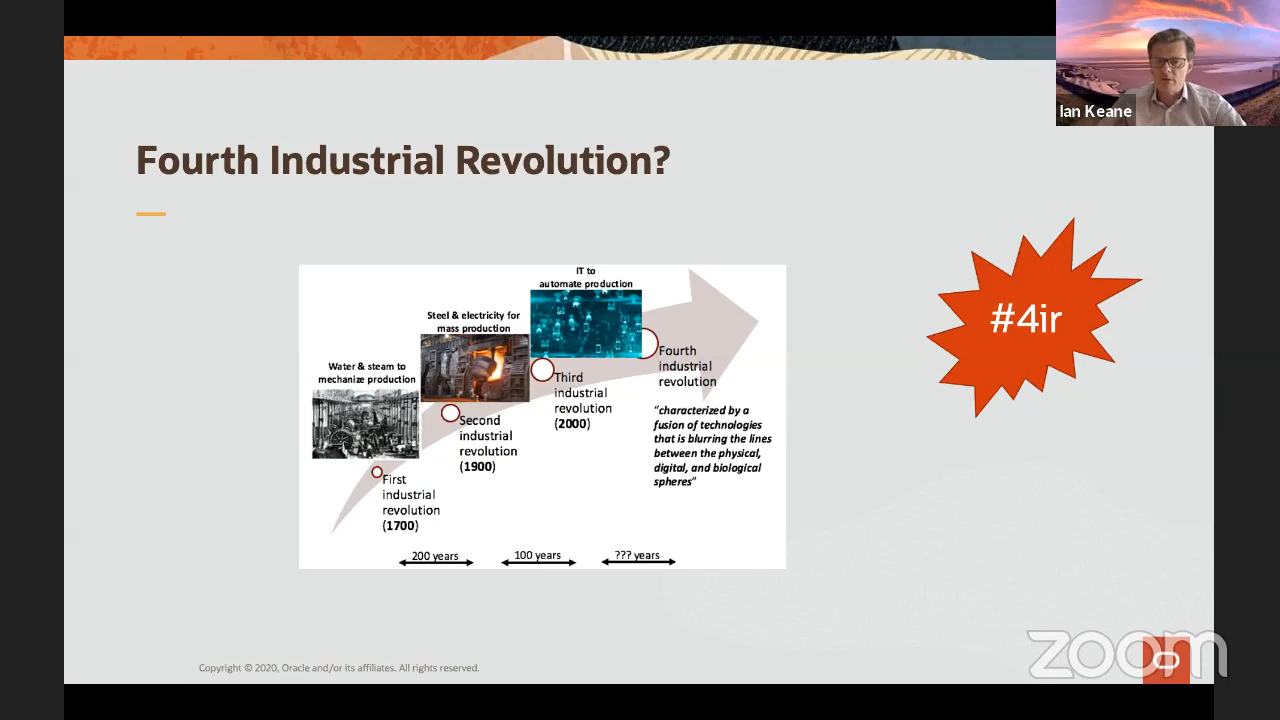 Ian Keane
Fourth Industrial Revolution?
IT to
automate production
Steel & electricity for
mass production
Water & steam to
mechanize production
Fourth
industrial
revolution
Third
industrial
revolution
(2000)
Second
industrial
revolution
(1900)
First
industrial
revolution
(1700)
"characterized by a
fusion of technologies
that is blurring the lines
between the physical,
digital, and biological
spheres"
200 years
100 years
??? years
#4ir
Copyright © 2020, Oracle and/or its affiliates. All rights reserved.
zoom